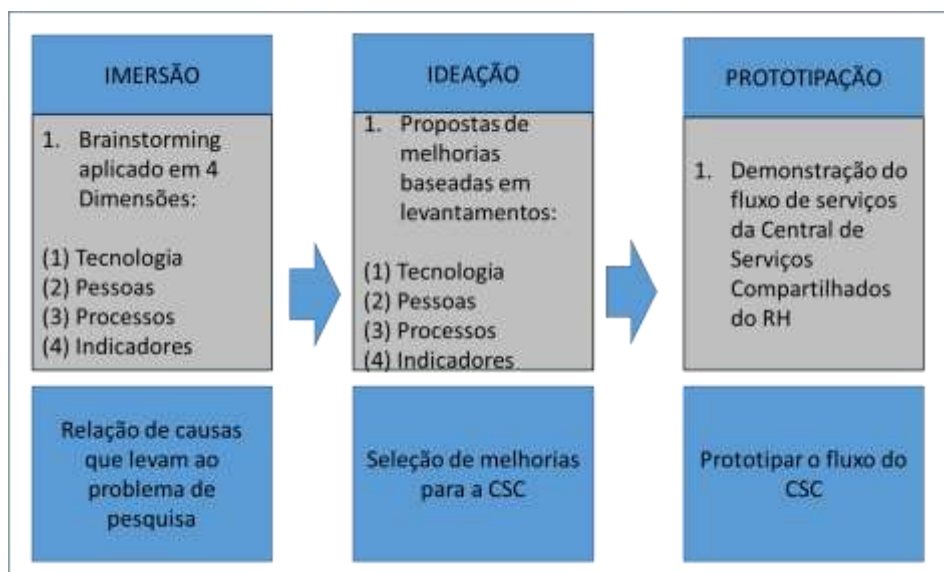 IMERSÃO
1. Brainstorming
aplicado em 4
Dimensões:
(1) Tecnologia
(2) Pessoas
(3) Processos
(4) Indicadores
Relação de causas
que levam ao
problema de
pesquisa
IDEAÇÃO
1. Propostas de
melhorias
baseadas em
levantamentos:
(1) Tecnologia
(2) Pessoas
(3) Processos
(4) Indicadores
Seleção de melhorias
para a CSC
PROTOTIPAÇÃO
1. Demonstração do
fluxo de serviços
da Central de
Serviços
Compartilhados
do RH
Prototipar o fluxo do
CSC